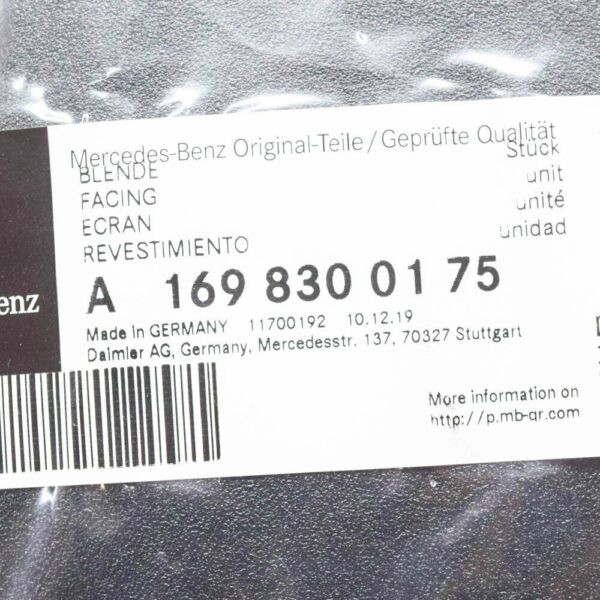 Mercedes-Benz Original-Teile / Geprüfte Qualität
BLENDE Stück
FACING unit
ECRAN unité
REVESTIMIENTO unidad
A 169 830 01 75
enz
Made in GERMANY 11700192 10.12.19
Daimler AG, Germany, Mercedesstr. 137, 70327 Stuttgart
More information on
http://p.mb-qr.com